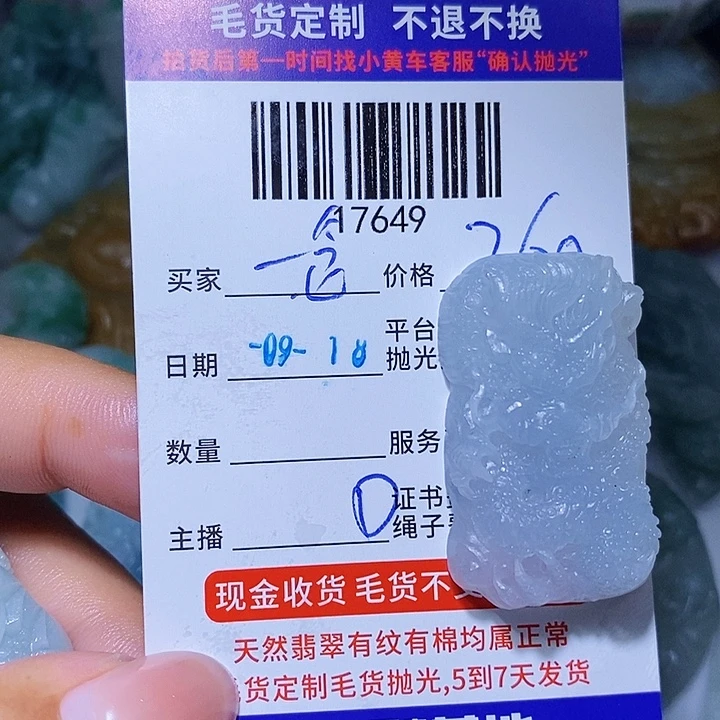 毛货定制 不退不换
拍货后第一时间找小黄车客服“确认抛光”
17649
买家 价格
日期 -09-18 平台
抛光
数量 服务
主播 证书
绳子
现金收货 毛货不
天然翡翠有纹有棉均属正常
货定制毛货抛光,5到7天发货